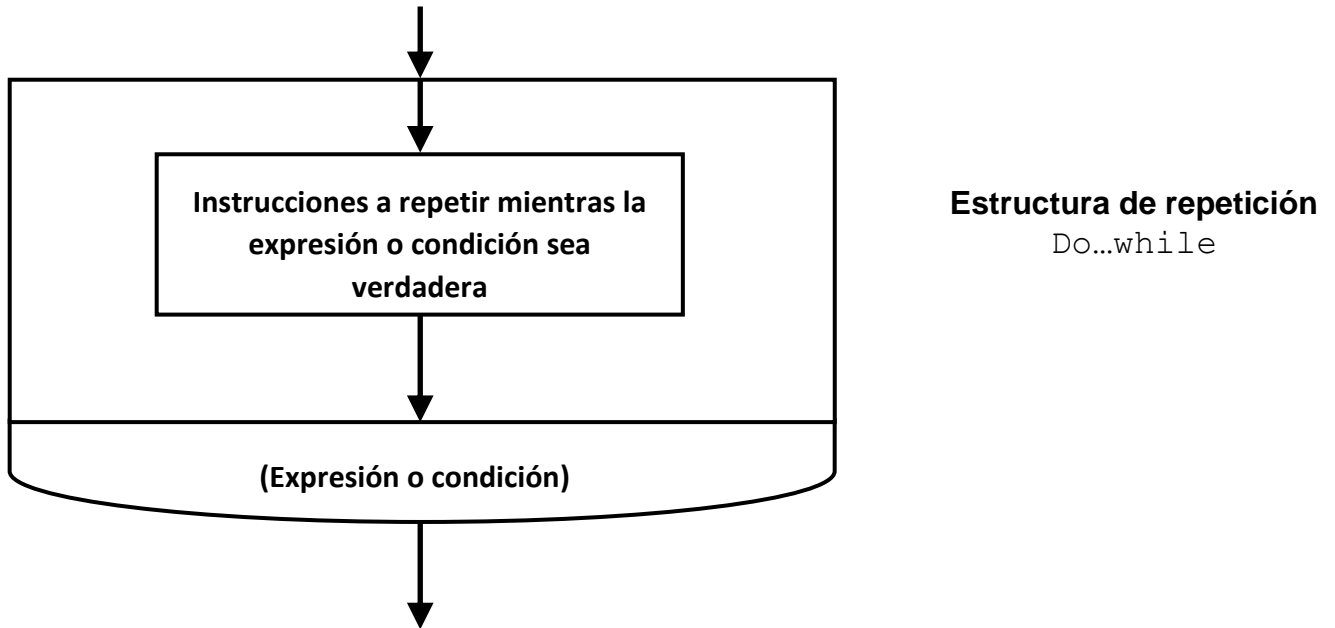 Instrucciones a repetir mientras la
expresión o condición sea
verdadera
Estructura de repetición
Do…while
(Expresión o condición)